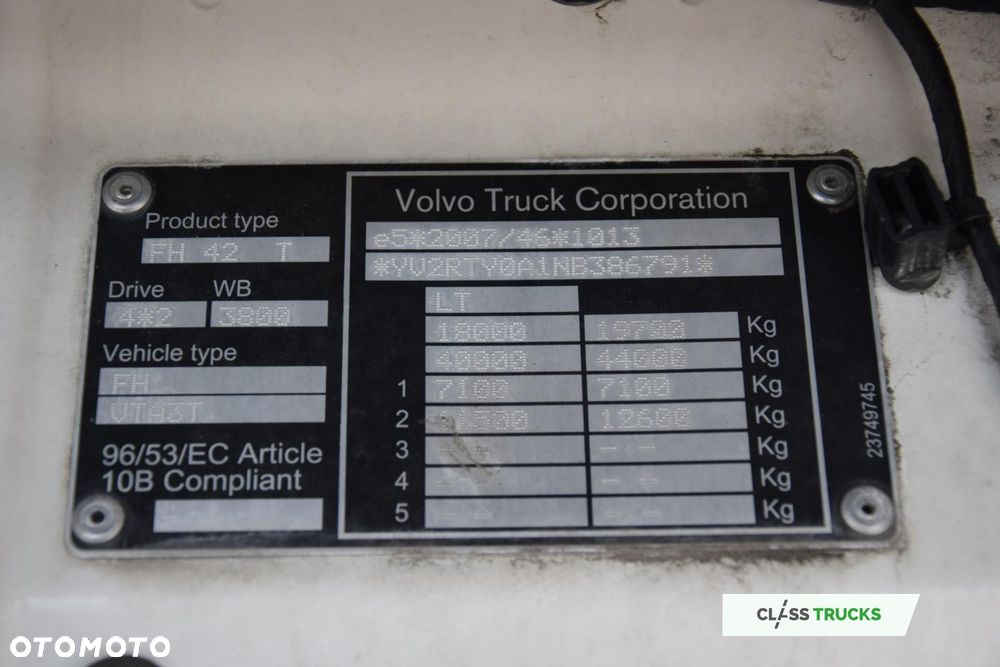 Product type
FH 42 T
Drive WB
4*2 3800
Vehicle type
FH
VTA3T
96/53/EC Article
10B Compliant
Volvo Truck Corporation
e5*2007/46*1013
*YV2RTY0A1NB386791*
LT
18000 19700 Kg
40000 44000 Kg
1 7100 7100 Kg
2 11500 12600 Kg
3 -- -- Kg
4 -- -- Kg
5 -- -- Kg
23749745
CLASS TRUCKS
OTOMOTO